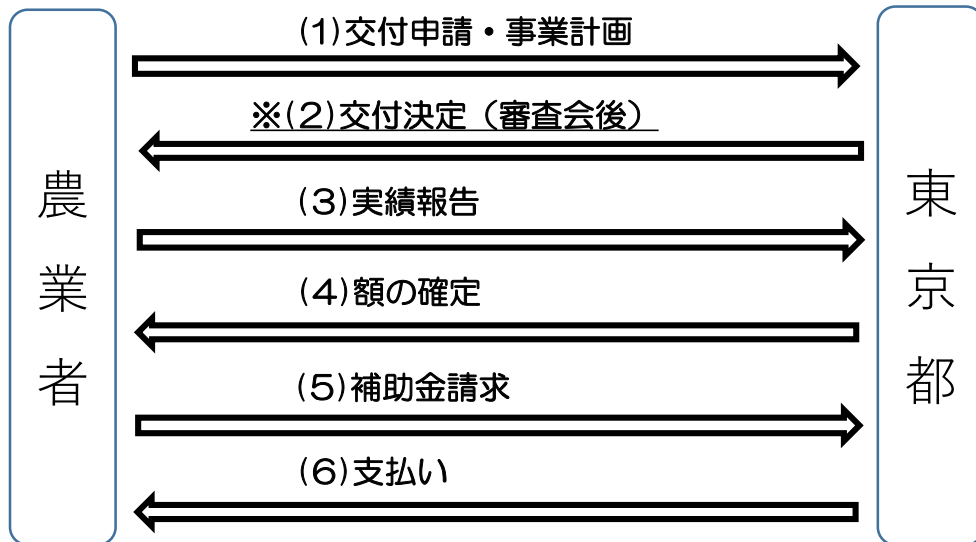 農業者
(1)交付申請・事業計画
※(2)交付決定（審査会後）
(3)実績報告
(4)額の確定
(5)補助金請求
(6)支払い
東京都